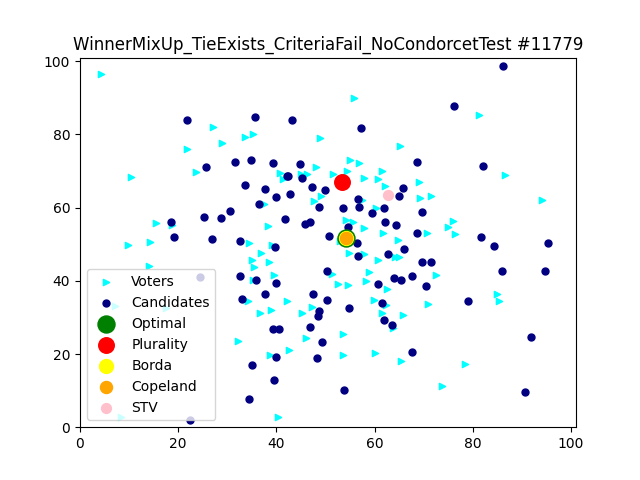 WinnerMixUp_TieExists_CriteriaFail_NoCondorcetTest #11779
100
80
60
40
20
0
0 20 40 60 80 100
Voters
Candidates
Optimal
Plurality
Borda
Copeland
STV